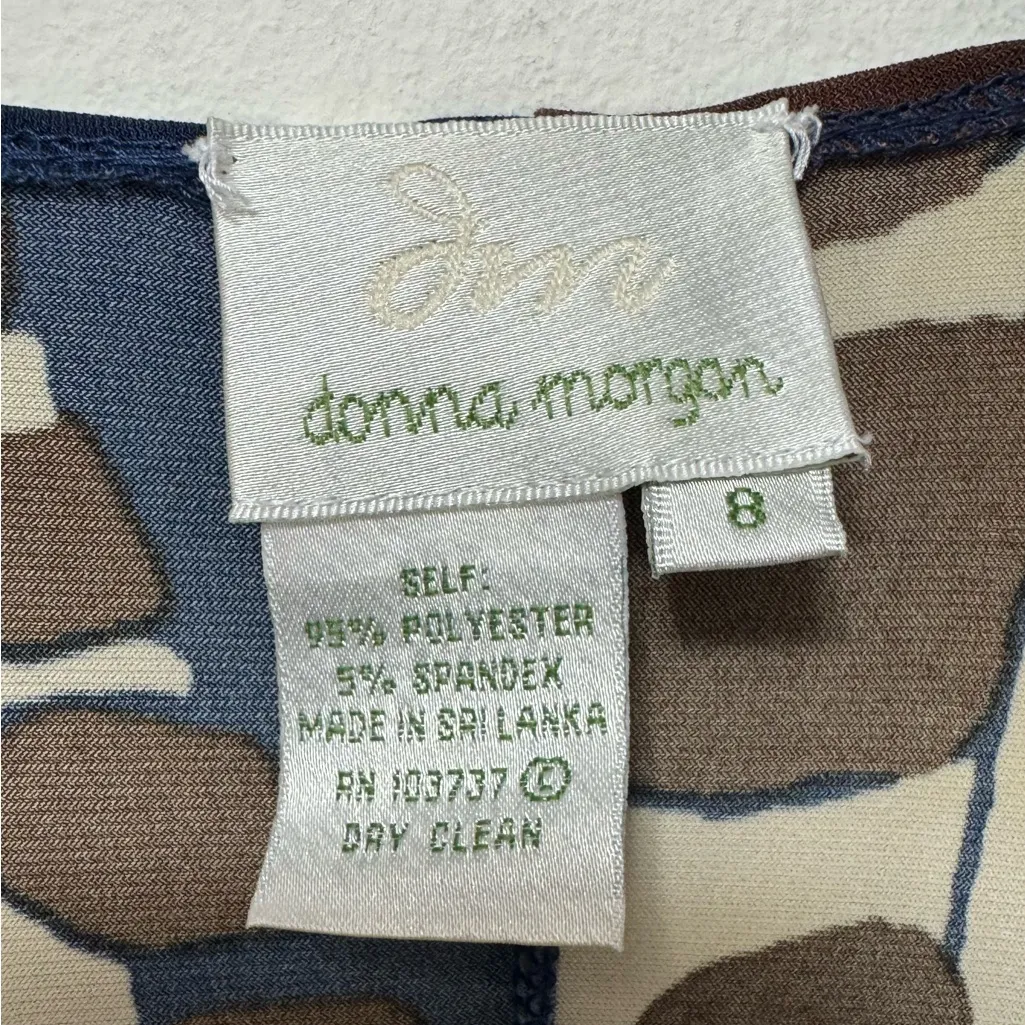 dm
donna morgan
8
SELF:
95% POLYESTER
5% SPANDEX
MADE IN SRI LANKA
RN 103737 ©
DRY CLEAN